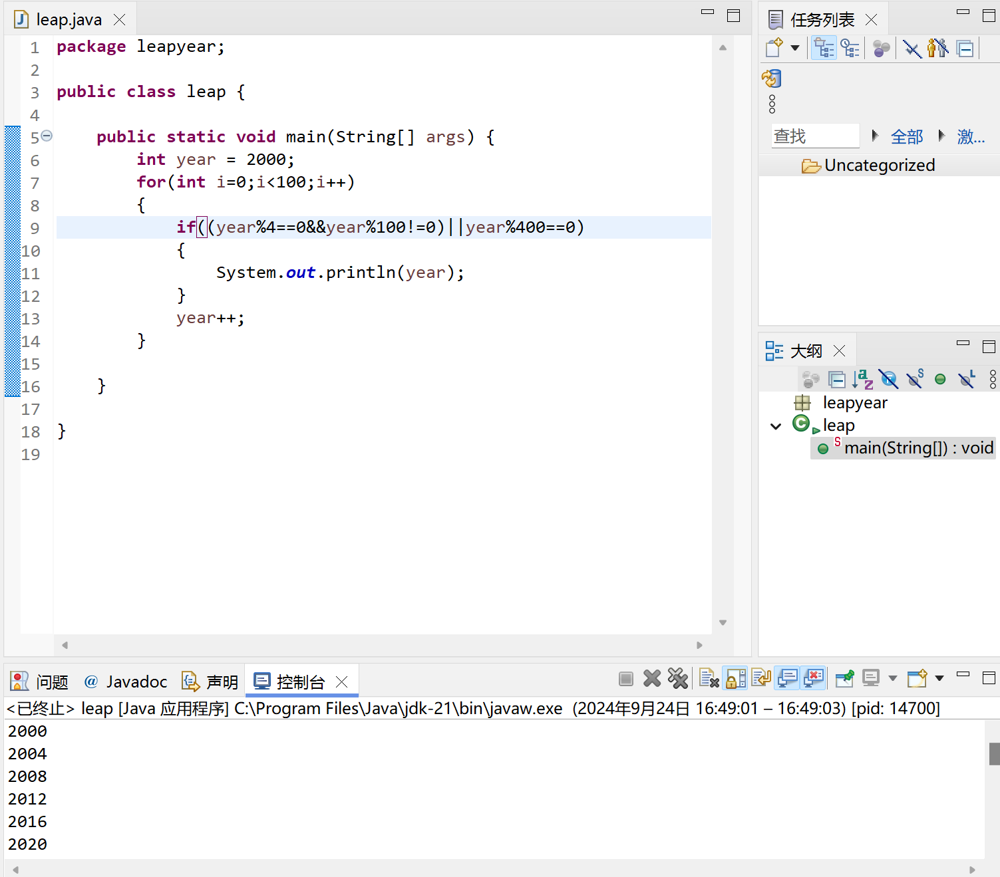 leap.java
1 package leapyear;
2
3 public class leap {
4
5     public static void main(String[] args) {
6         int year = 2000;
7         for(int i=0;i<100;i++)
8         {
9             if((year%4==0&&year%100!=0)||year%400==0)
10             {
11                 System.out.println(year);
12             }
13             year++;
14         }
15
16     }
17
18 }
19
任务列表
查找 全部 激...
Uncategorized
大纲
leapyear
leap
main(String[]) : void
问题 @ Javadoc 声明 控制台
<已终止> leap [Java 应用程序] C:\Program Files\Java\jdk-21\bin\javaw.exe (2024年9月24日 16:49:01 – 16:49:03) [pid: 14700]
2000
2004
2008
2012
2016
2020